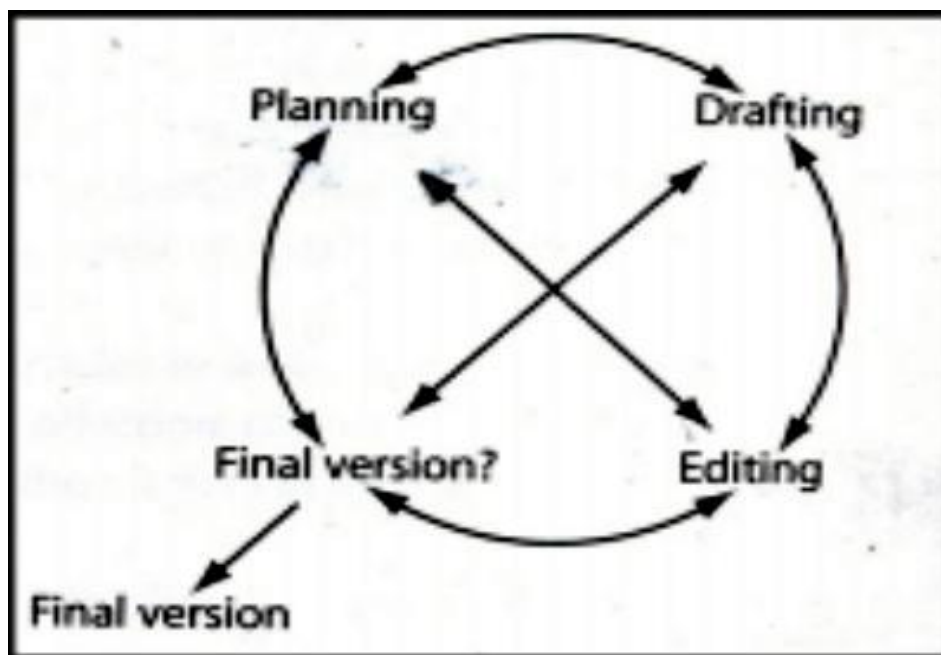 Planning
Drafting
Final version?
Editing
Final version